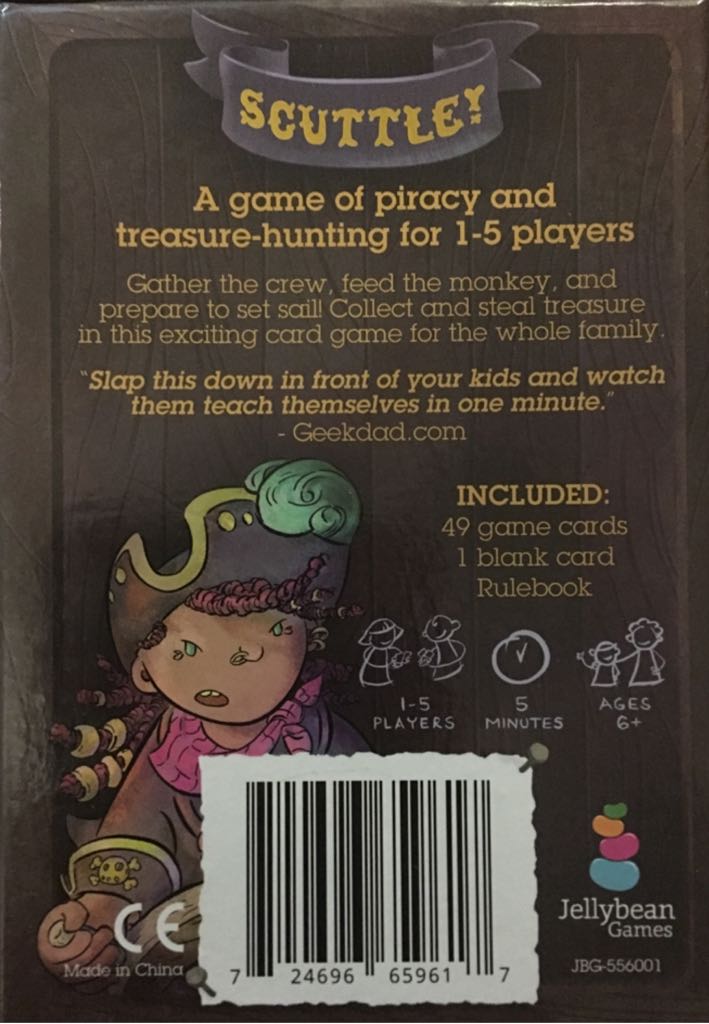 SCUTTLE!
A game of piracy and
treasure-hunting for 1-5 players
Gather the crew, feed the monkey, and
prepare to set sail! Collect and steal treasure
in this exciting card game for the whole family.
"Slap this down in front of your kids and watch
them teach themselves in one minute."
- Geekdad.com
INCLUDED:
49 game cards
1 blank card
Rulebook
1-5
PLAYERS
5
MINUTES
AGES
6+
CE
Made in China
7 24696 65961 7
Jellybean
Games
JBG-556001